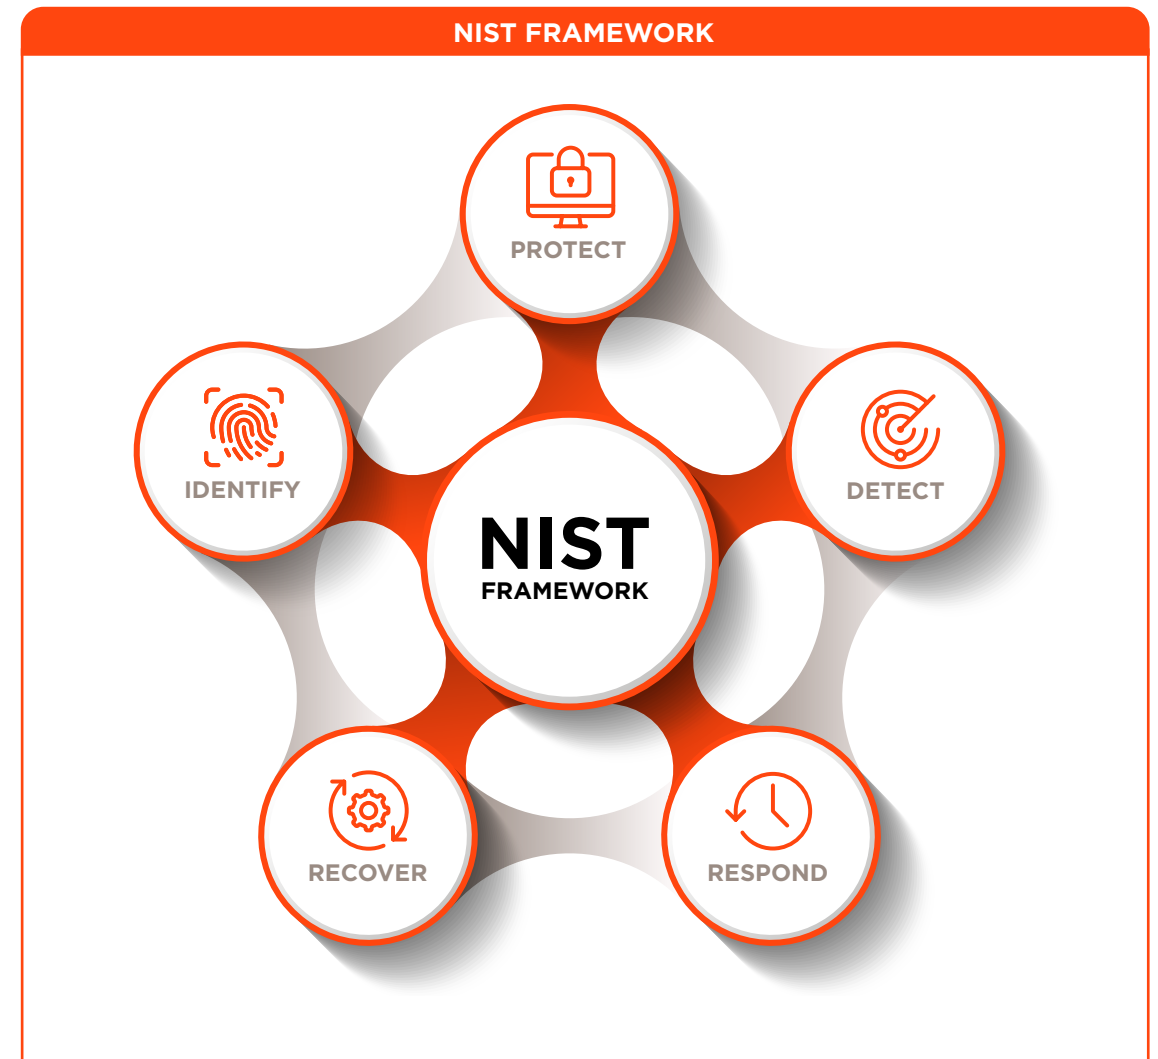 NIST FRAMEWORK
PROTECT
IDENTIFY
DETECT
NIST
FRAMEWORK
RECOVER
RESPOND